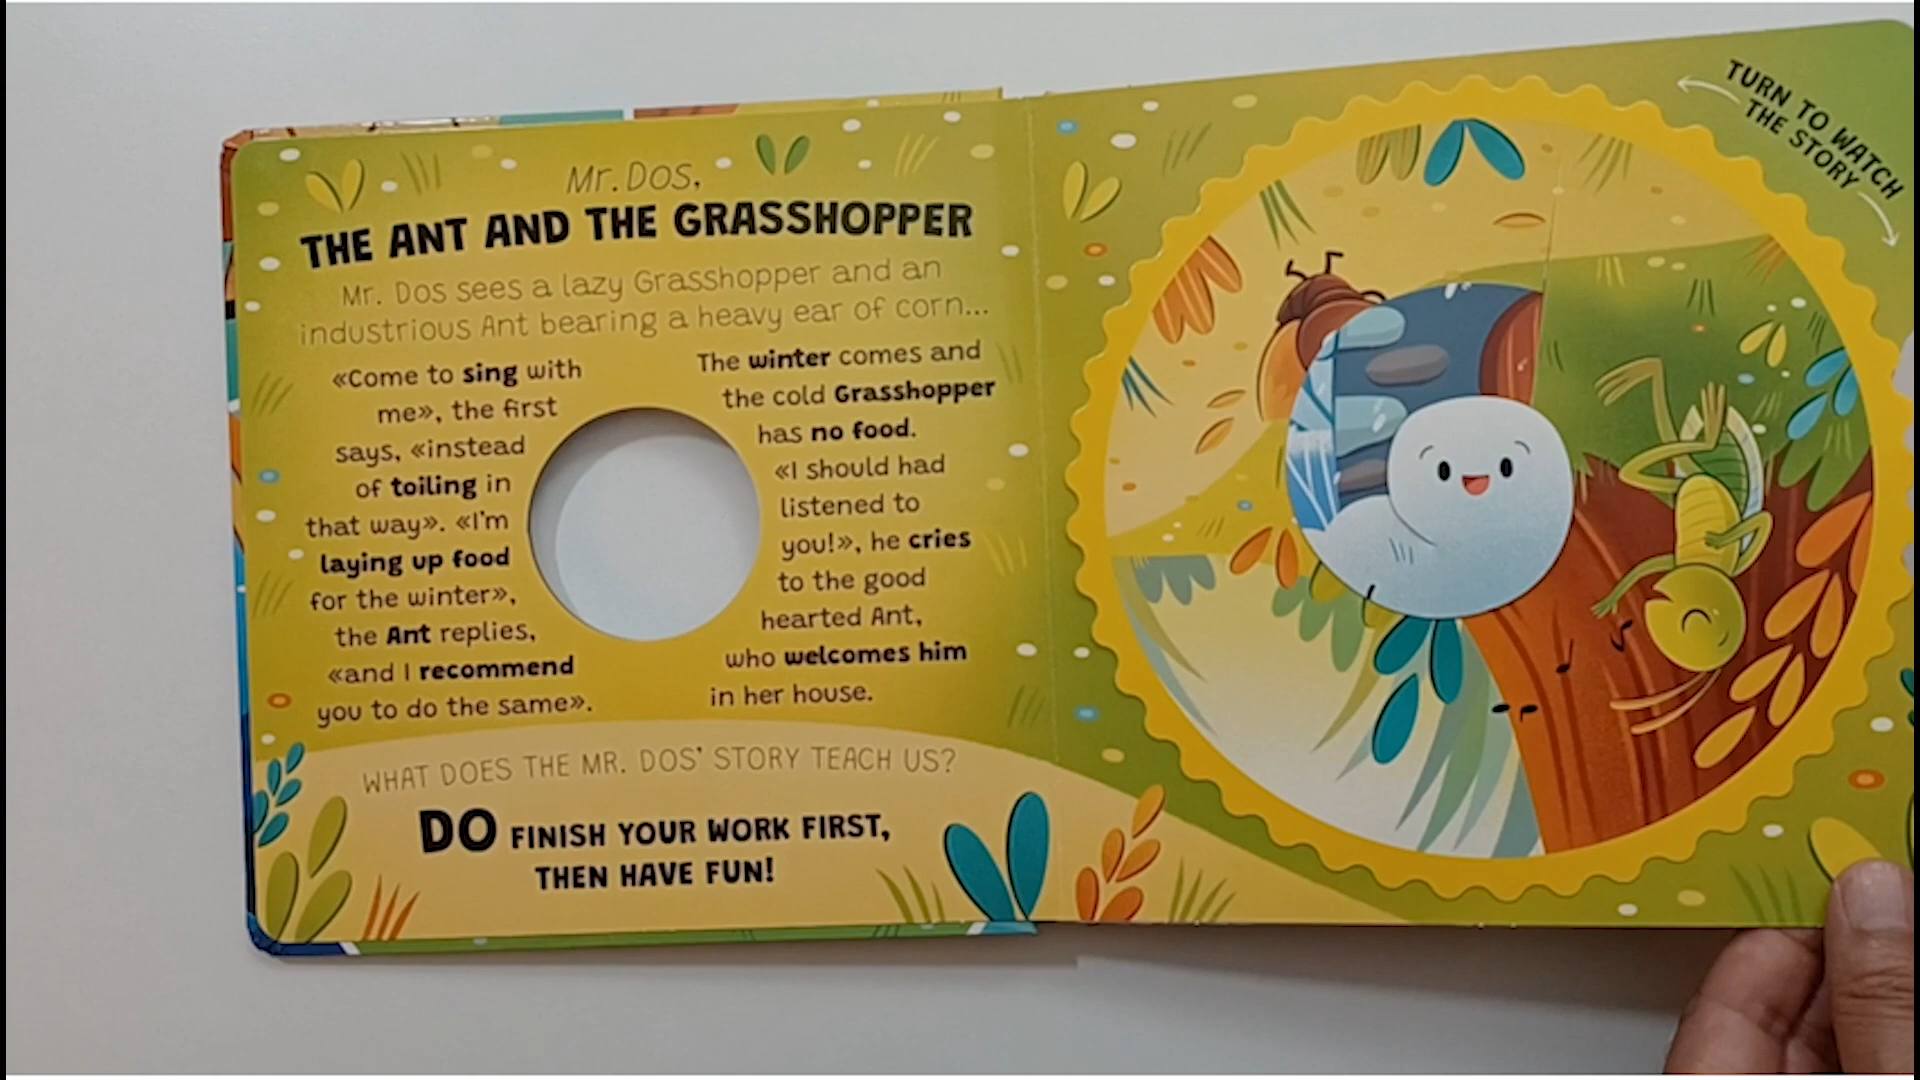 Mr. Dos,
THE ANT AND THE GRASSHOPPER
Mr. Dos sees a lazy Grasshopper and an
industrious Ant bearing a heavy ear of corn...
«Come to sing with
me», the first
says, «instead
of toiling in
that way». «I'm
laying up food
for the winter»,
the Ant replies,
«and I recommend
you to do the same».
The winter comes and
the cold Grasshopper
has no food.
«I should had
listened to
you!», he cries
to the good
hearted Ant,
who welcomes him
in her house.
WHAT DOES THE MR. DOS' STORY TEACH US?
DO FINISH YOUR WORK FIRST,
THEN HAVE FUN!
TURN TO WATCH
THE STORY